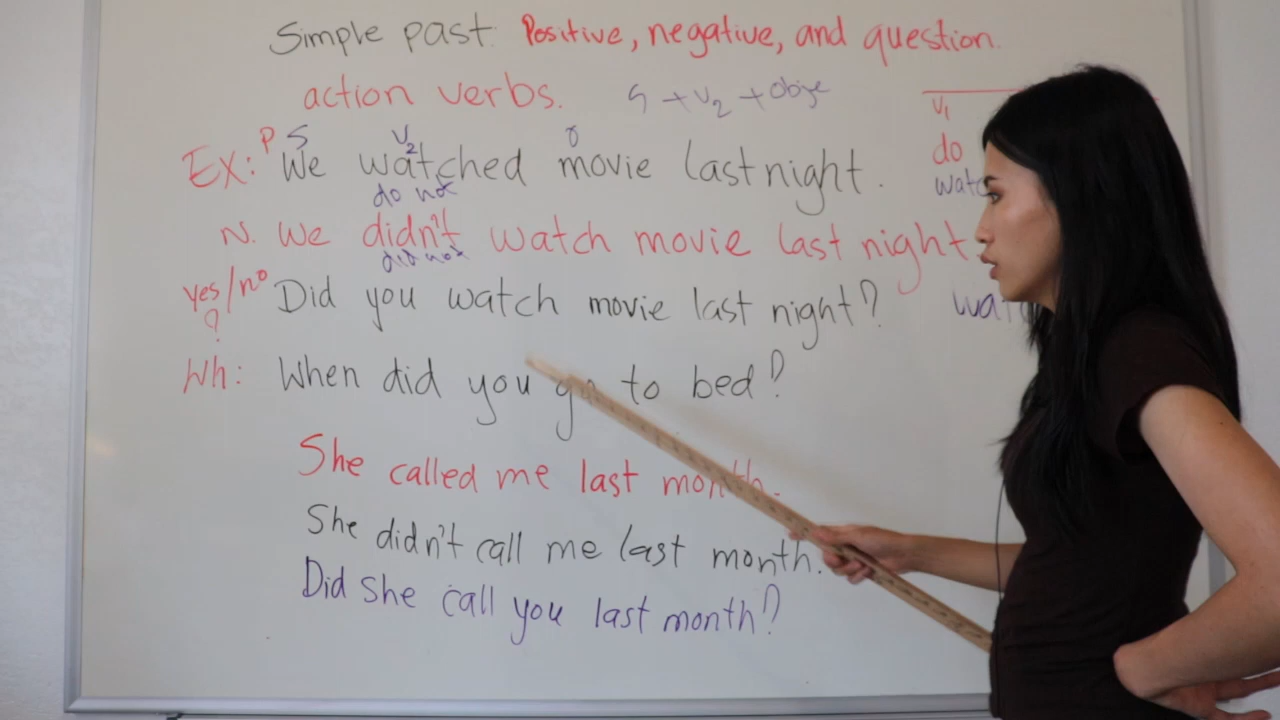 Simple past: Positive, negative, and question.
action verbs. S + V2 + Obje
V1
P S V2 O
Ex: We watched movie last night.
do
do not
N. We didn't watch movie last night
did not
yes/no Did you watch movie last night?
?
Wh: When did you go to bed?
She called me last month.
She didn't call me last month.
Did she call you last month?